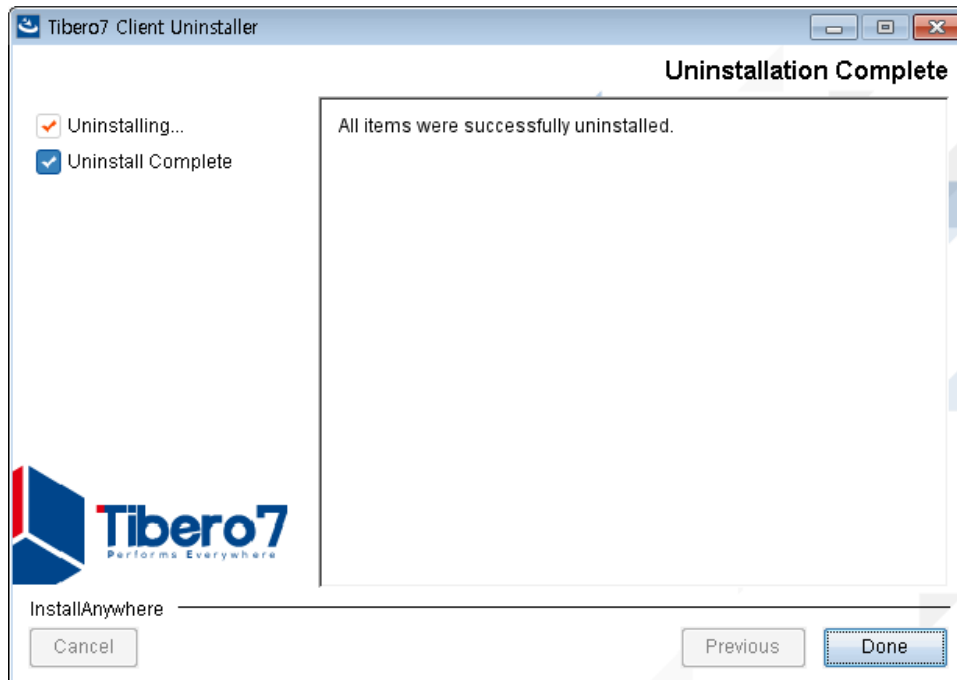 Tibero7 Client Uninstaller
Uninstallation Complete
Uninstalling...
Uninstall Complete
All items were successfully uninstalled.
Tibero7
Performs Everywhere
InstallAnywhere
Cancel
Previous
Done